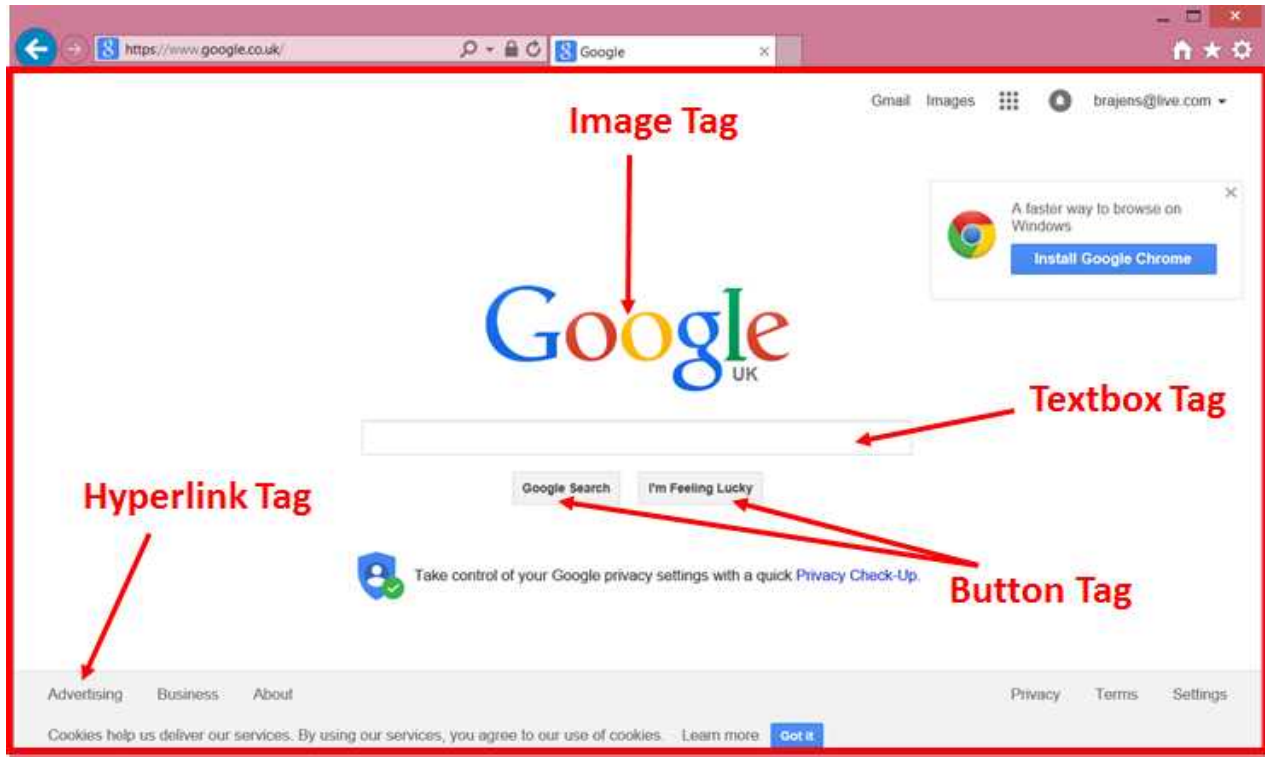 https://www.google.co.uk/
Google
Gmail Images brajens@live.com
Image Tag
A faster way to browse on
Windows
Install Google Chrome
Google
UK
Textbox Tag
Google Search I'm Feeling Lucky
Hyperlink Tag
Take control of your Google privacy settings with a quick Privacy Check-Up.
Button Tag
Advertising Business About Privacy Terms Settings
Cookies help us deliver our services. By using our services, you agree to our use of cookies. Learn more Got it